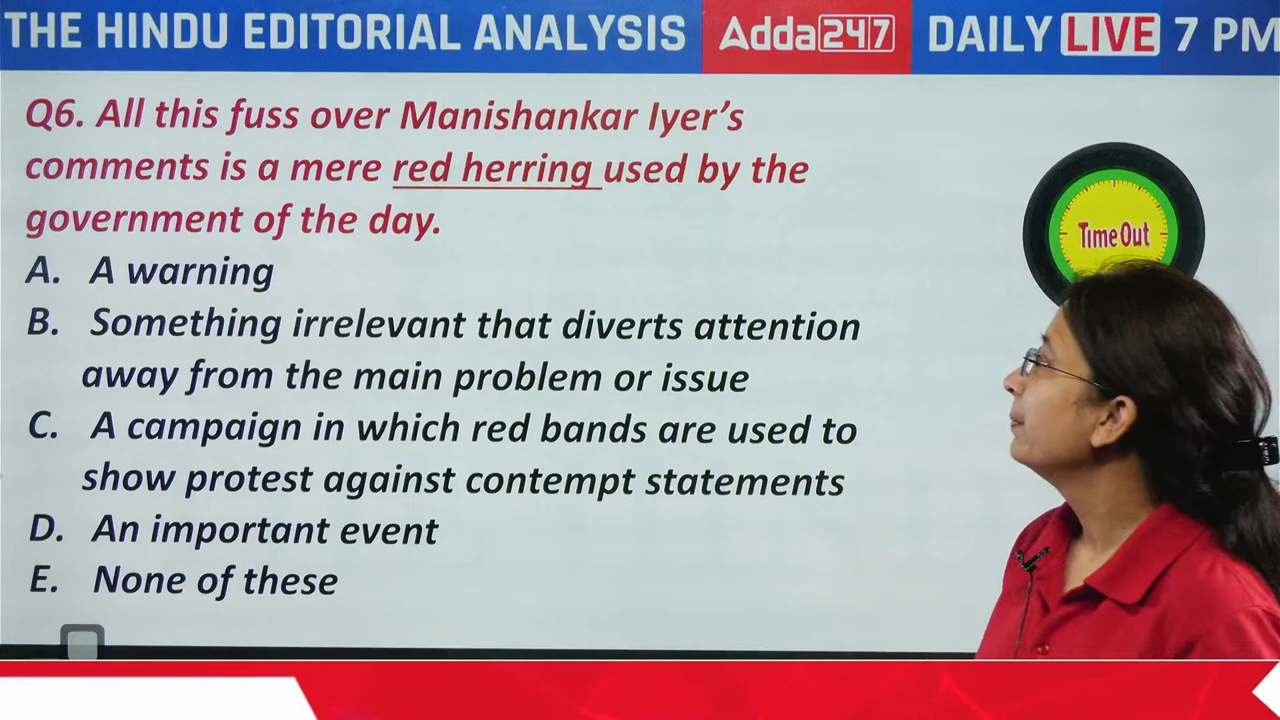 THE HINDU EDITORIAL ANALYSIS Adda247 DAILY LIVE 7 PM
Q6. All this fuss over Manishankar Iyer's
comments is a mere red herring used by the
government of the day.
Time Out
A. A warning
B. Something irrelevant that diverts attention
away from the main problem or issue
C. A campaign in which red bands are used to
show protest against contempt statements
D. An important event
E. None of these